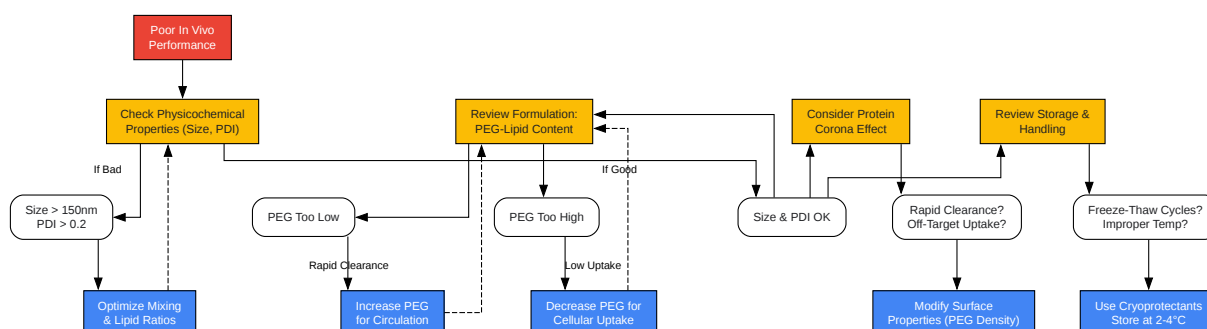 Poor In Vivo
Performance
Check Physicochemical
Properties (Size, PDI)
Review Formulation:
PEG-Lipid Content
Consider Protein
Corona Effect
Review Storage &
Handling
If Bad
If Good
Size > 150nm
PDI > 0.2
PEG Too Low
PEG Too High
Size & PDI OK
Rapid Clearance?
Off-Target Uptake?
Freeze-Thaw Cycles?
Improper Temp?
Rapid Clearance
Low Uptake
Optimize Mixing
& Lipid Ratios
Increase PEG
for Circulation
Decrease PEG for
Cellular Uptake
Modify Surface
Properties (PEG Density)
Use Cryoprotectants
Store at 2-4°C